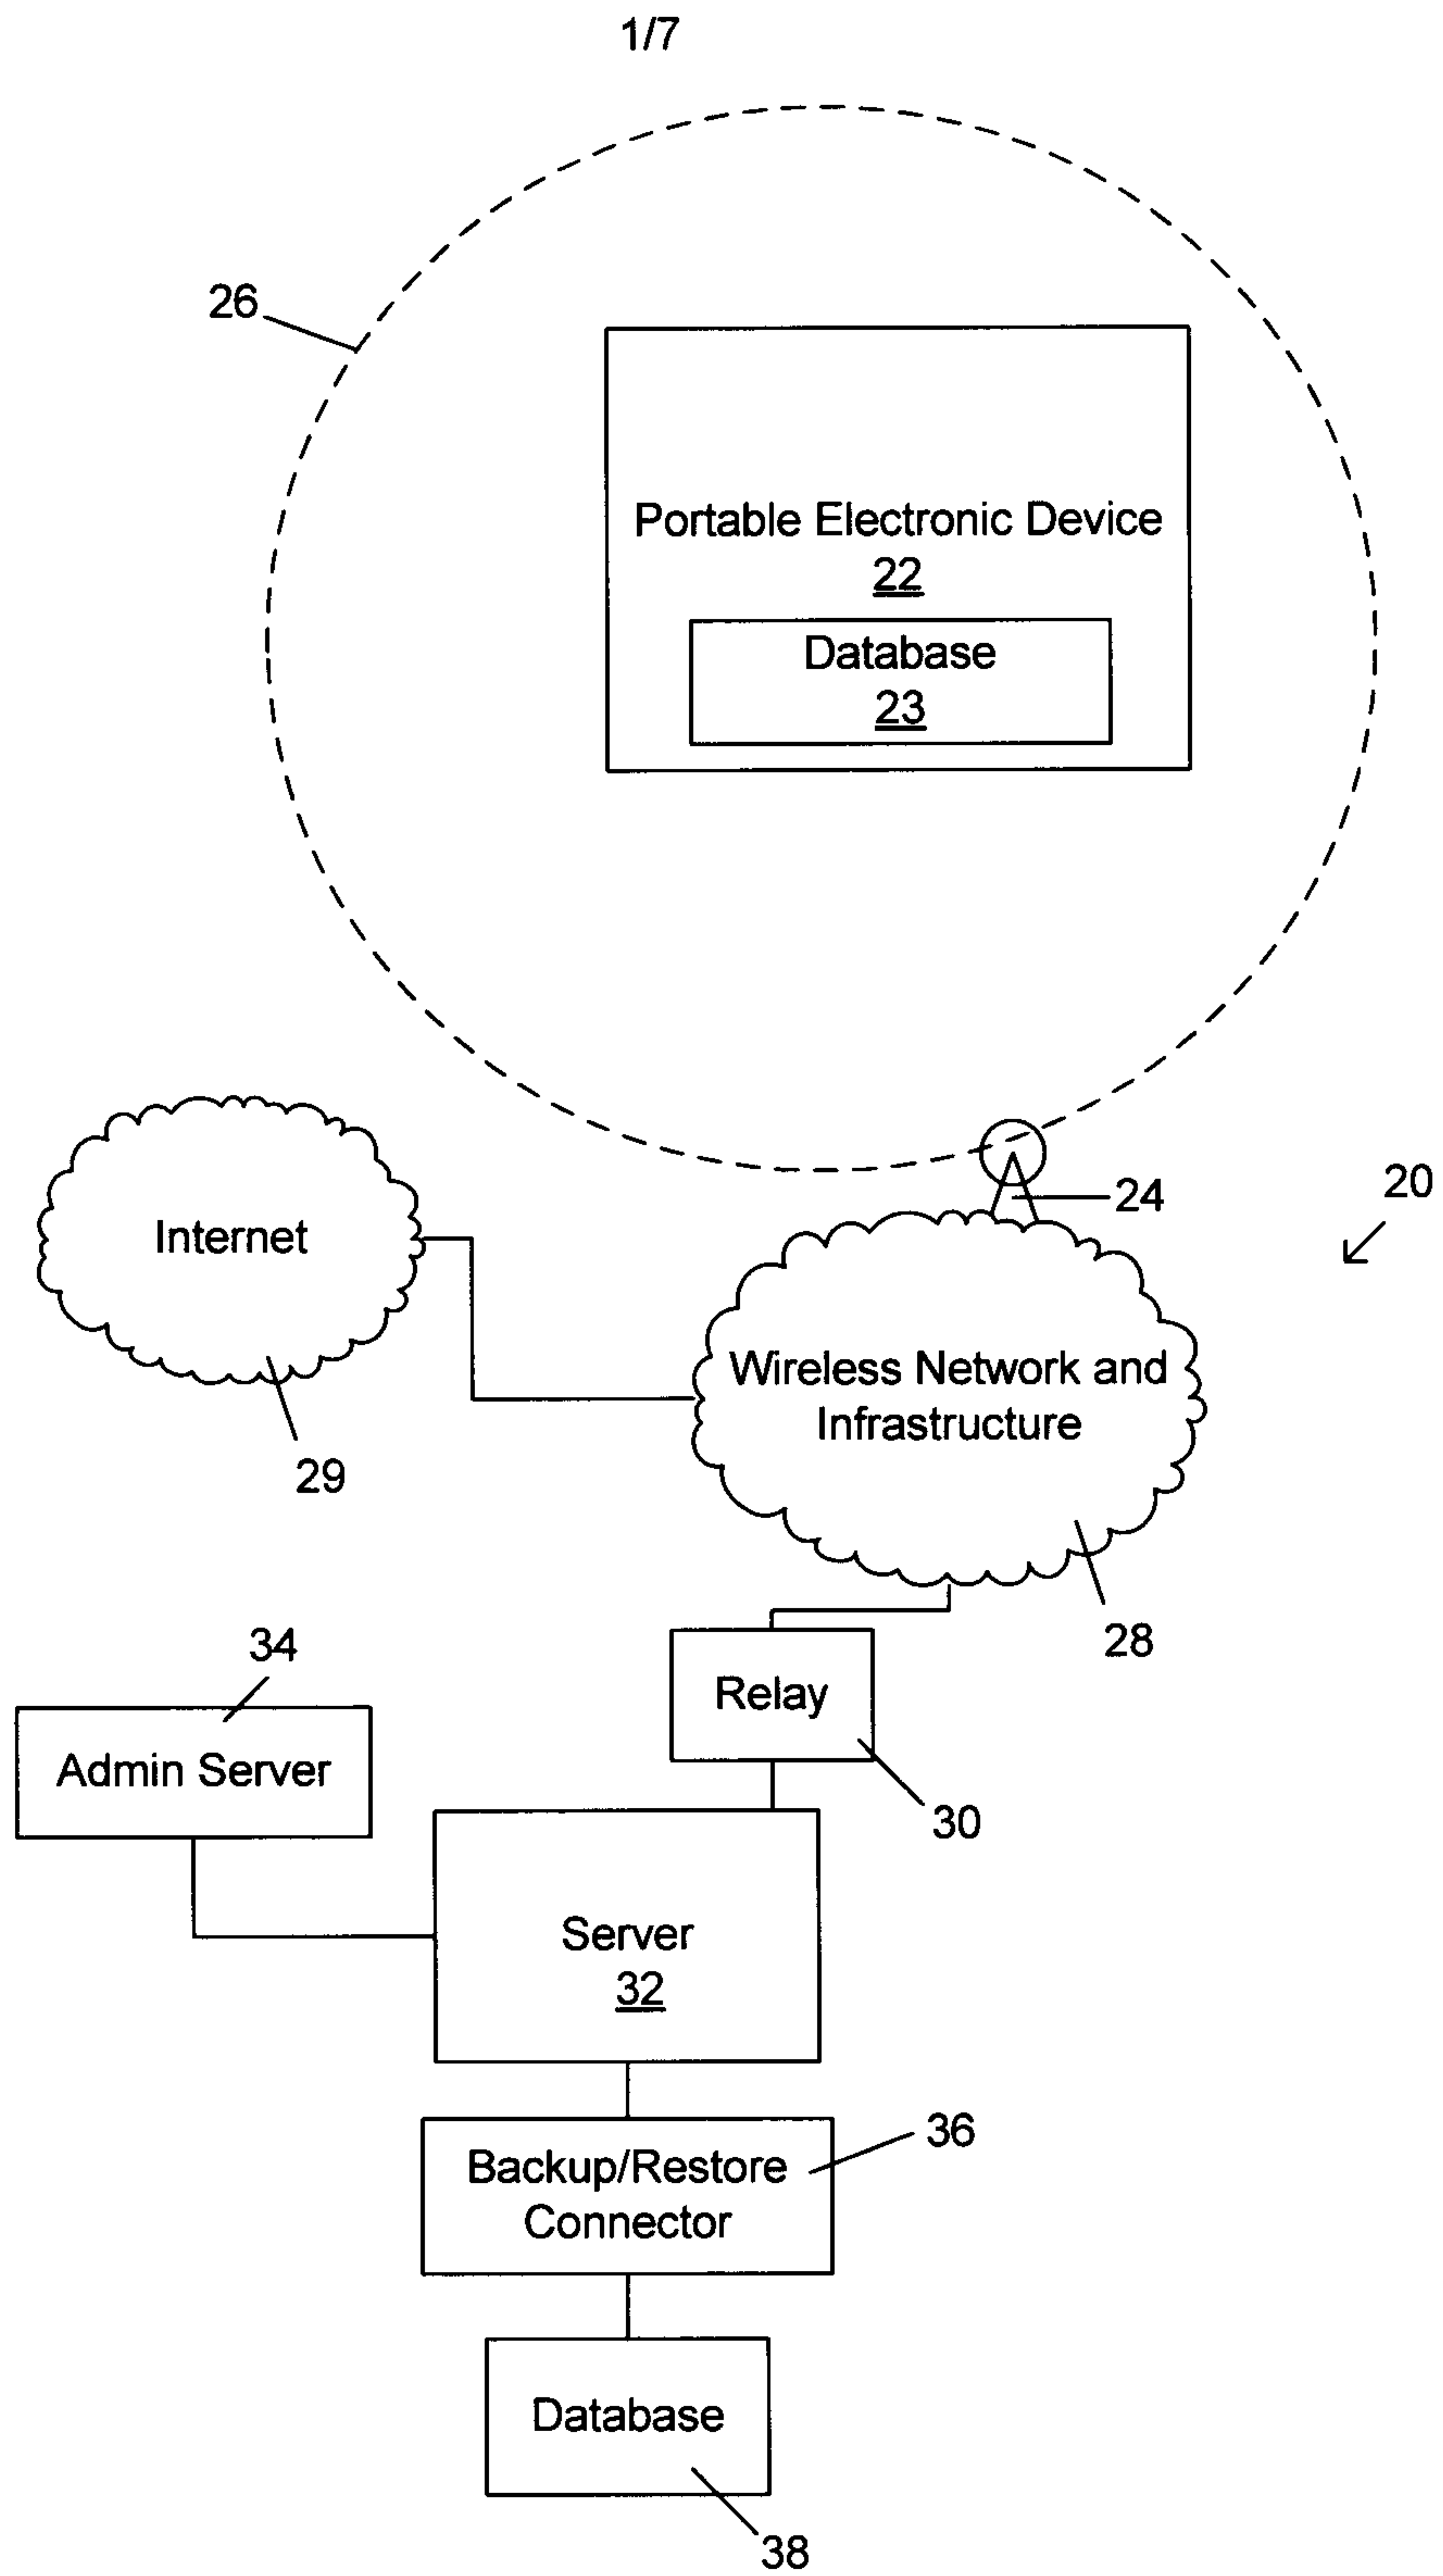 1/7
26
Portable Electronic Device
22
Database
23
24
20
Internet
Wireless Network and
Infrastructure
29
28
34
Relay
Admin Server
30
Server
32
36
Backup/Restore
Connector
Database
38